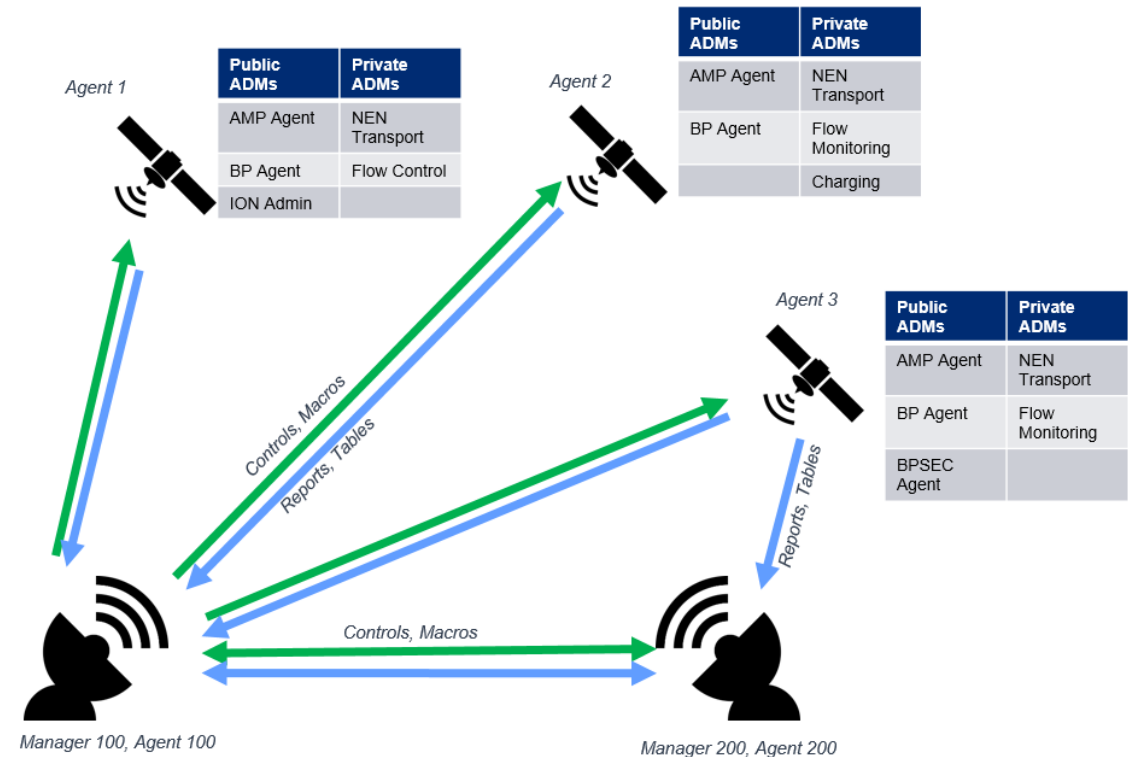 Agent 1
Public ADMs
Private ADMs
AMP Agent
NEN Transport
BP Agent
Flow Control
ION Admin
Agent 2
Public ADMs
Private ADMs
AMP Agent
NEN Transport
BP Agent
Flow Monitoring
Charging
Agent 3
Public ADMs
Private ADMs
AMP Agent
NEN Transport
BP Agent
Flow Monitoring
BPSEC Agent
Controls, Macros
Reports, Tables
Reports, Tables
Controls, Macros
Manager 100, Agent 100
Manager 200, Agent 200